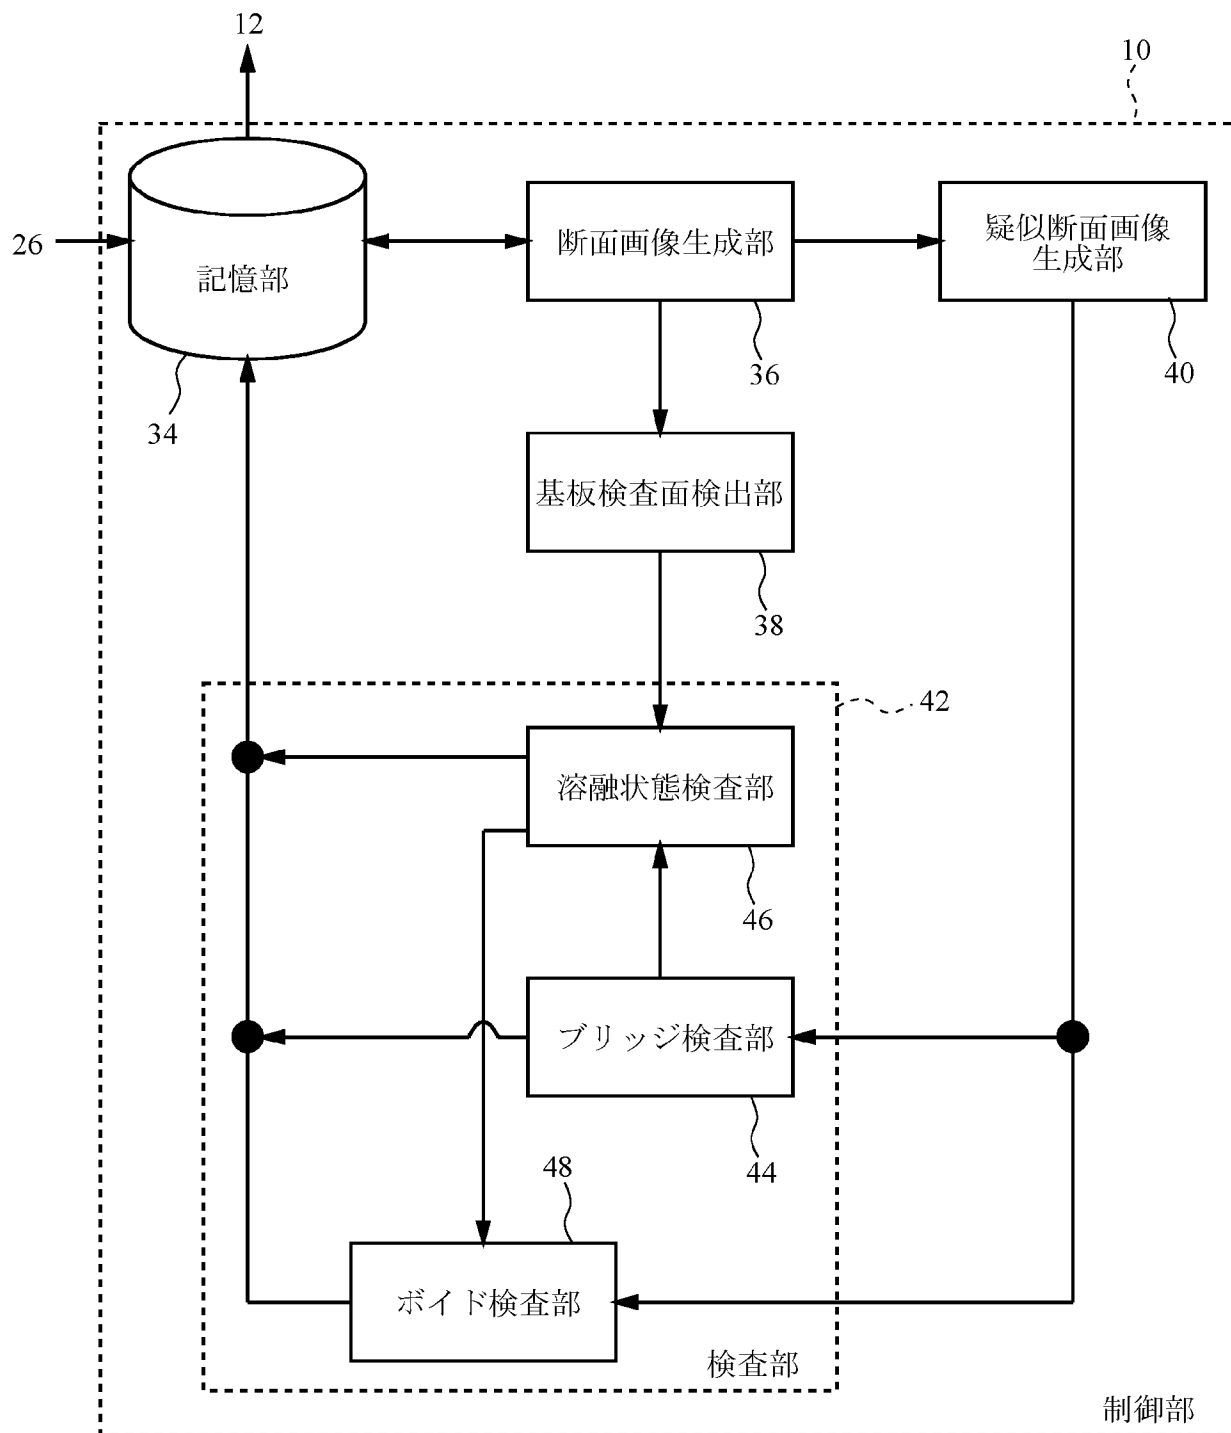 12
10
26
記憶部
断面画像生成部
疑似断面画像
生成部
34
36
40
基板検査面検出部
38
42
溶融状態検査部
46
ブリッジ検査部
44
48
ボイド検査部
検査部
制御部